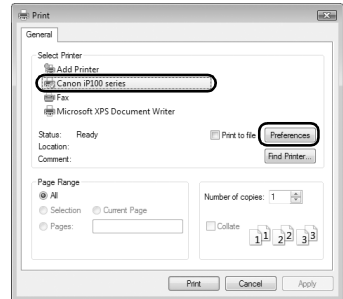 Print
General
Select Printer
Add Printer
Canon iP100 series
Fax
Microsoft XPS Document Writer
Status: Ready
Print to file
Preferences
Location:
Comment:
Find Printer...
Page Range
All
Selection
Current Page
Pages:
Number of copies: 1
Collate
1 1 2 2 3 3
Print
Cancel
Apply